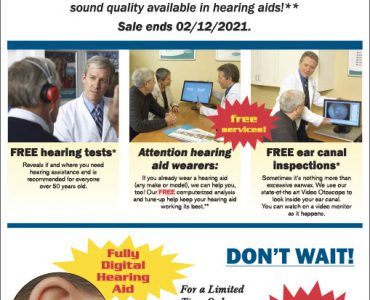 sound quality available in hearing aids!**
Sale ends 02/12/2021.
free
services!
FREE hearing tests*
Reveals if and where you need
hearing assistance and is
recommended for everyone
over 50 years old.
Attention hearing
aid wearers:
If you already wear a hearing aid
(any make or model), we can help you,
too! Our FREE computerized analysis
and tune-up help keep your hearing aid
working its best.**
FREE ear canal
inspections*
Sometimes it's nothing more than
excessive earwax. We use our
state-of-the art Video Otoscope to
look inside your ear canal.
You can watch on a video monitor
as it happens.
Fully
Digital
Hearing
Aid
DON'T WAIT!
For a Limited